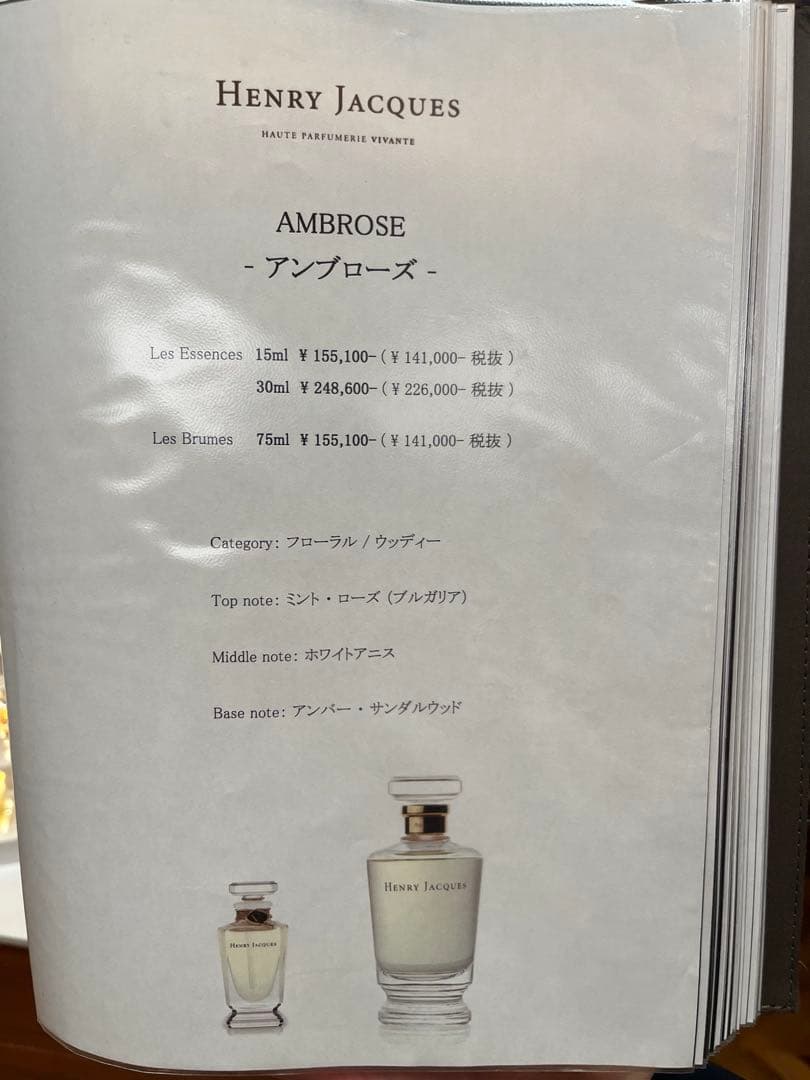 HENRY JACQUES
HAUTE PARFUMERIE VIVANTE
AMBROSE
- アンブローズ -
Les Essences 15ml ¥ 155,100- ( ¥ 141,000- 税抜 )
30ml ¥ 248,600- ( ¥ 226,000- 税抜 )
Les Brumes 75ml ¥ 155,100- ( ¥ 141,000- 税抜 )
Category: フローラル / ウッディー
Top note: ミント・ローズ (ブルガリア)
Middle note: ホワイトアニス
Base note: アンバー・サンダルウッド
HENRY JACQUES
HENRY JACQUES